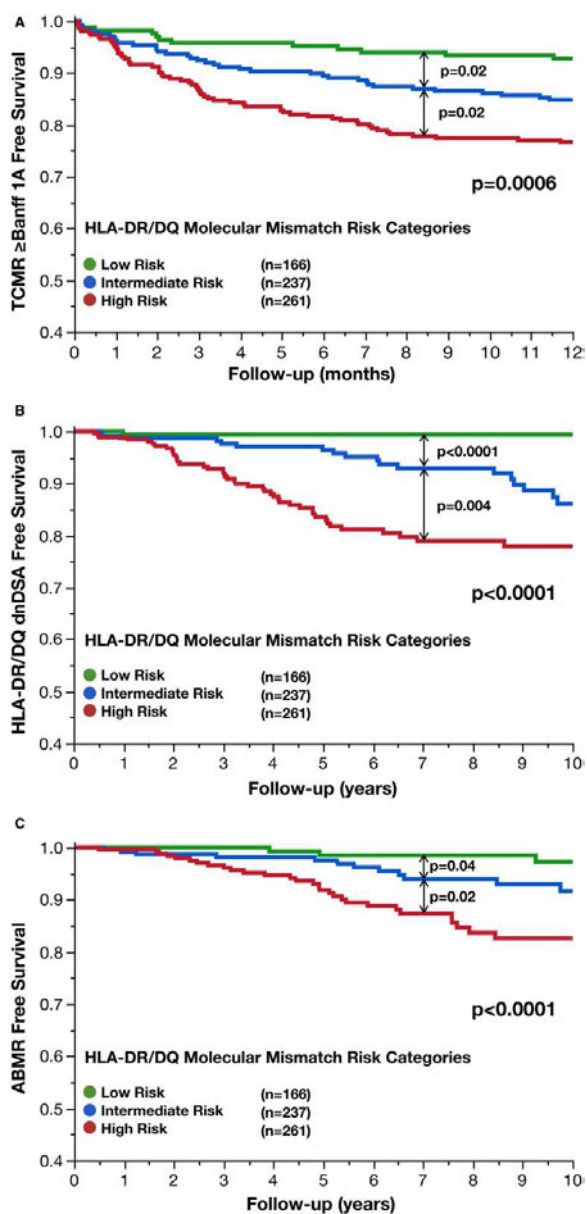 A
1.0
0.9
0.8
0.7
0.6
0.5
0.4
TCMR ≥Banff 1A Free Survival
p=0.02
p=0.02
p=0.0006
HLA-DR/DQ Molecular Mismatch Risk Categories
Low Risk (n=166)
Intermediate Risk (n=237)
High Risk (n=261)
0 1 2 3 4 5 6 7 8 9 10 11 12
Follow-up (months)
B
1.0
0.9
0.8
0.7
0.6
0.5
0.4
HLA-DR/DQ dnDSA Free Survival
p<0.0001
p=0.004
p<0.0001
HLA-DR/DQ Molecular Mismatch Risk Categories
Low Risk (n=166)
Intermediate Risk (n=237)
High Risk (n=261)
0 1 2 3 4 5 6 7 8 9 10
Follow-up (years)
C
1.0
0.9
0.8
0.7
0.6
0.5
0.4
ABMR Free Survival
p=0.04
p=0.02
p<0.0001
HLA-DR/DQ Molecular Mismatch Risk Categories
Low Risk (n=166)
Intermediate Risk (n=237)
High Risk (n=261)
0 1 2 3 4 5 6 7 8 9 10
Follow-up (years)